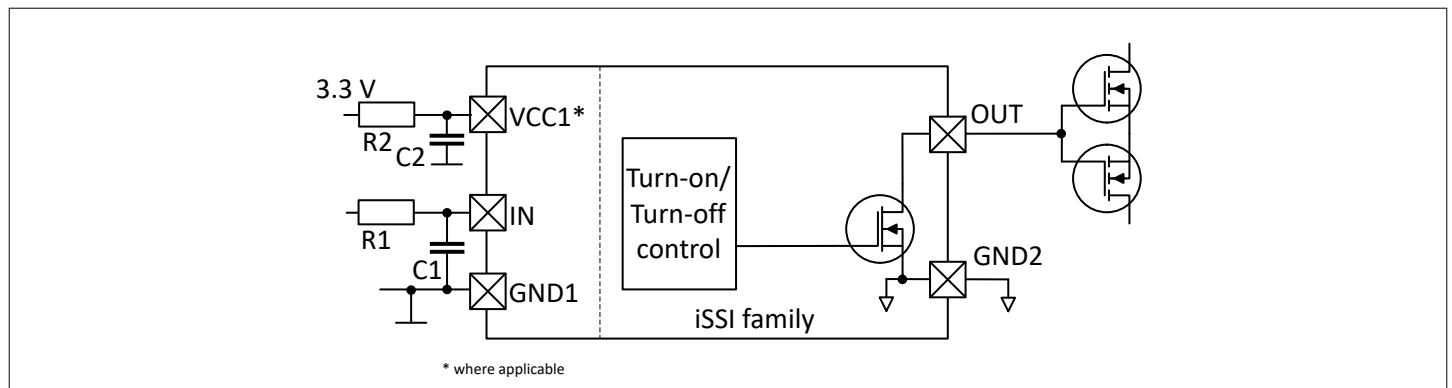 3.3 V
VCC1*
R2
C2
OUT
Turn-on/
Turn-off
control
IN
R1
C1
GND1
GND2
iSSI family
* where applicable